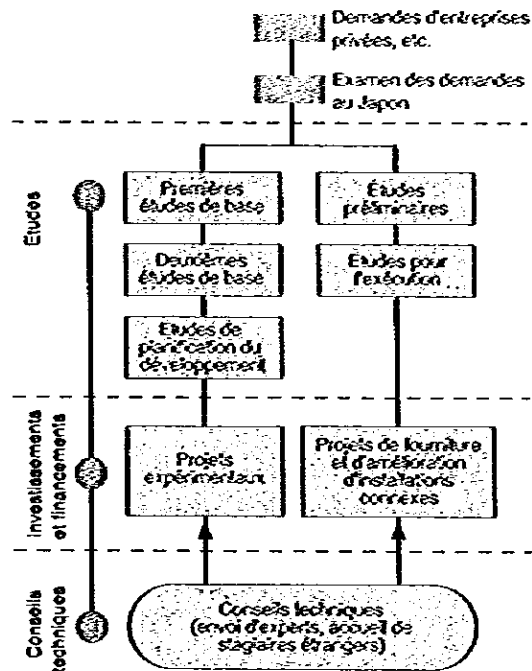 Demandes d'entreprises
privées, etc.
Examen des demandes
au Japon
Études
Premières
études de base
Études
préliminaires
Deuxièmes
études de base
Études pour
l'exécution
Études de
planification du
développement
Investissements
et financements
Projets
expérimentaux
Projets de fourniture
et d'amélioration
d'installations
connexes
Conseils
techniques
Conseils techniques
(envoi d'experts, accueil de
stagiaires étrangers)